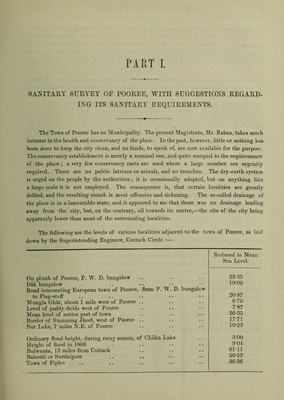 PART I.
SANITARY SURVEY OF POOREE, WITH SUGGESTIONS REGARD-
ING ITS SANITARY REQUIREMENTS.
The Town of Pooree has no Municipality. The present Magistrate, Mr. Raban, takes much
interest in the health and conservancy of the place. In the past, however, little or nothing has
been done to keep the city clean, and no funds, to speak of, are now available for the purpose.
The conservancy establishment is merely a nominal one, and quite unequal to the requirements
of the place; a very few conservancy carts are used where a large number are urgently
required. There are no public latrines or urinals, and no trenches. The dry-earth system
is urged on the people by the authorities; it is occasionally adopted, but on anything like
a large scale it is not employed. The consequence is, that certain localities are greatly
defiled, and the resulting stench is most offensive and sickening. The so-called drainage of
the place is in a lamentable state, and it appeared to me that there was no drainage leading
away from the city, but, on the contrary, all towards its centre,—the site of the city being
apparently lower than most of the surrounding localities.
The following are the levels of various localities adjacent to the town of Pooree, as laid
down by the Superintending Engineer, Cuttack Circle :—
Reduced to Mean
Sea Level.
On plinth of Pooree, P. W. D. bungalow .. .. .. 23·35
Dâk bungalow .. .. .. .. 19·06
Road intersecting European town of Pooree, from P. W. D. bungalow
to Flag-staff .. .. .. .. 20·87
Mungla Ghât, about 1 mile west of Pooree .. .. .. 8·70
Level of paddy-fields west of Pooree .. .. .. 7·87
Mean level of native part of town .. .. .. 26·35
Border of Summung Jheel, west of Pooree .. .. .. 17·71
Sur Lake, 7 miles N.E. of Pooree .. .. .. 10·22
Ordinary flood height, during rainy season, of Chilka Lake .. 3·00
Height of flood in 1866 .. .. .. 9·04
Bulwunta, 13 miles from Cuttack .. .. .. 61·11
Sakeotti or Surdaipore .. .. .. 50·52
Town of Piplee .. .. .. .. 36·36